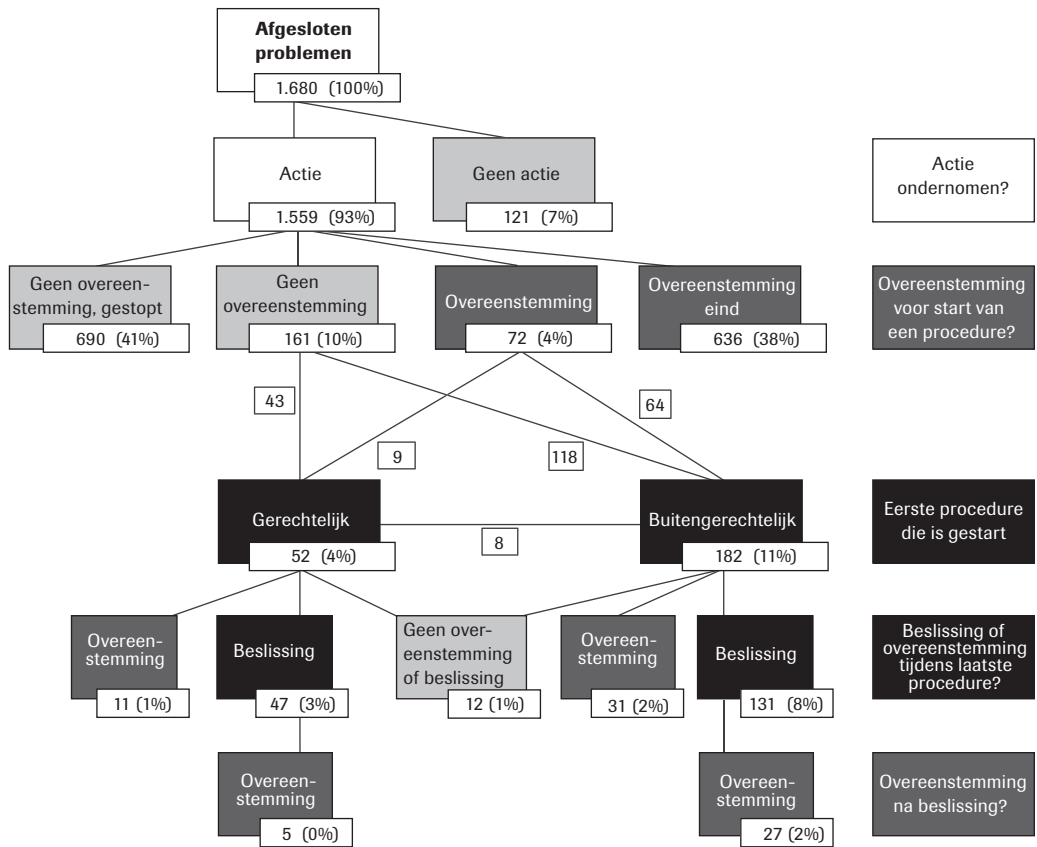 Afgesloten
problemen
1.680 (100%)
Actie
1.559 (93%)
Geen actie
121 (7%)
Actie
ondernomen?
Geen overeen-
stemming, gestopt
690 (41%)
Geen
overeenstemming
161 (10%)
Overeenstemming
72 (4%)
Overeenstemming
eind
636 (38%)
Overeenstemming
voor start van
een procedure?
43
64
9
118
Gerechtelijk
52 (4%)
8
Buitengerechtelijk
182 (11%)
Eerste procedure
die is gestart
Overeen-
stemming
11 (1%)
Beslissing
47 (3%)
Geen over-
eenstemming
of beslissing
12 (1%)
Overeen-
stemming
31 (2%)
Beslissing
131 (8%)
Beslissing of
overeenstemming
tijdens laatste
procedure?
Overeen-
stemming
5 (0%)
Overeen-
stemming
27 (2%)
Overeenstemming
na beslissing?